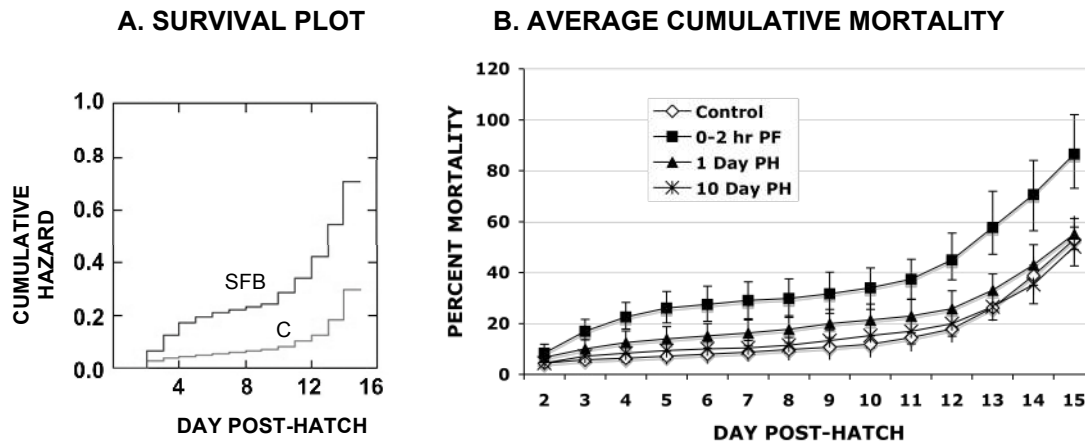 A. SURVIVAL PLOT
1.0
0.8
0.6
0.4
0.2
0.0
CUMULATIVE
HAZARD
SFB
C
4 8 12 16
DAY POST-HATCH
B. AVERAGE CUMULATIVE MORTALITY
120
100
80
60
40
20
0
PERCENT MORTALITY
Control
0-2 hr PF
1 Day PH
10 Day PH
2 3 4 5 6 7 8 9 10 11 12 13 14 15
DAY POST-HATCH